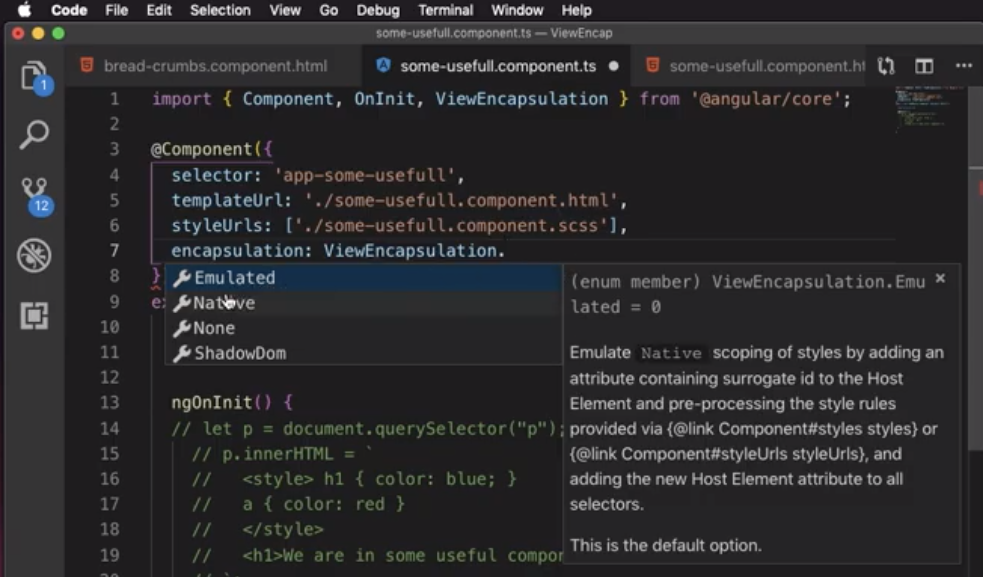 Code File Edit Selection View Go Debug Terminal Window Help
some-usefull.component.ts — ViewEncap
bread-crumbs.component.html some-usefull.component.ts some-usefull.component.ht
1 import { Component, OnInit, ViewEncapsulation } from '@angular/core';
2
3 @Component({
4 selector: 'app-some-usefull',
5 templateUrl: './some-usefull.component.html',
6 styleUrls: ['./some-usefull.component.scss'],
7 encapsulation: ViewEncapsulation.
8 }
9 ex
10
11
12
13 ngOnInit() {
14 // let p = document.querySelector("p");
15 // p.innerHTML = `
16 // <style> h1 { color: blue; }
17 // a { color: red }
18 // </style>
19 // <h1>We are in some useful compon
Emulated
Native
None
ShadowDom
(enum member) ViewEncapsulation.Emu
lated = 0
Emulate Native scoping of styles by adding an
attribute containing surrogate id to the Host
Element and pre-processing the style rules
provided via {@link Component#styles styles} or
{@link Component#styleUrls styleUrls}, and
adding the new Host Element attribute to all
selectors.
This is the default option.
1
12